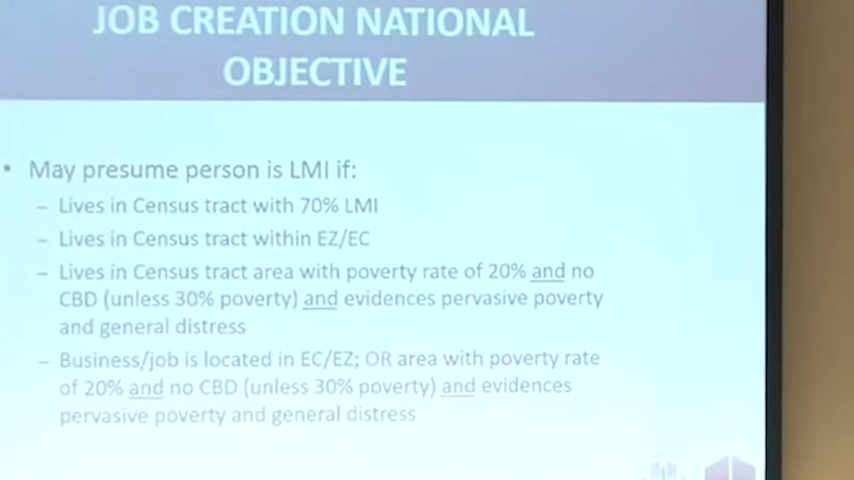 JOB CREATION NATIONAL
OBJECTIVE
• May presume person is LMI if:
– Lives in Census tract with 70% LMI
– Lives in Census tract within EZ/EC
– Lives in Census tract area with poverty rate of 20% and no
CBD (unless 30% poverty) and evidences pervasive poverty
and general distress
– Business/job is located in EC/EZ; OR area with poverty rate
of 20% and no CBD (unless 30% poverty) and evidences
pervasive poverty and general distress